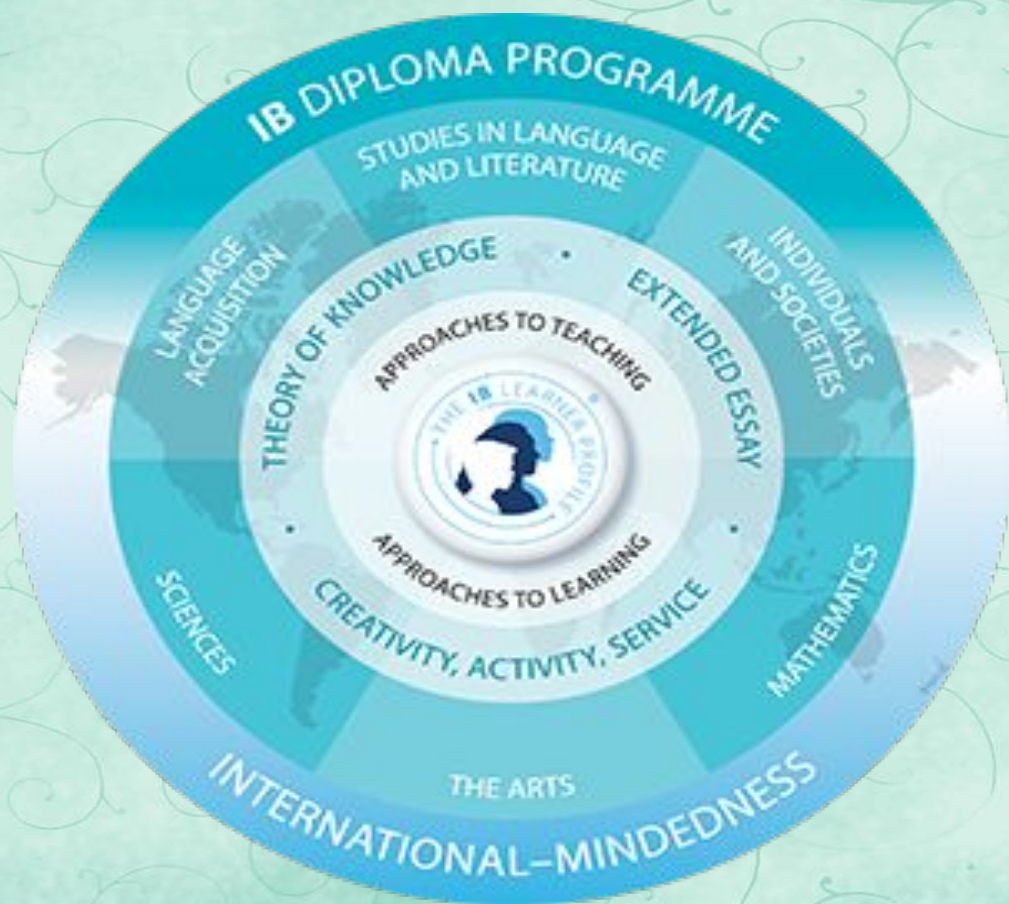 IB DIPLOMA PROGRAMME
STUDIES IN LANGUAGE
AND LITERATURE
LANGUAGE
ACQUISITION
INDIVIDUALS
AND SOCIETIES
THEORY OF KNOWLEDGE
EXTENDED ESSAY
APPROACHES TO TEACHING
THE IB LEARNER PROFILE
APPROACHES TO LEARNING
CREATIVITY, ACTIVITY, SERVICE
SCIENCES
MATHEMATICS
THE ARTS
INTERNATIONAL–MINDEDNESS